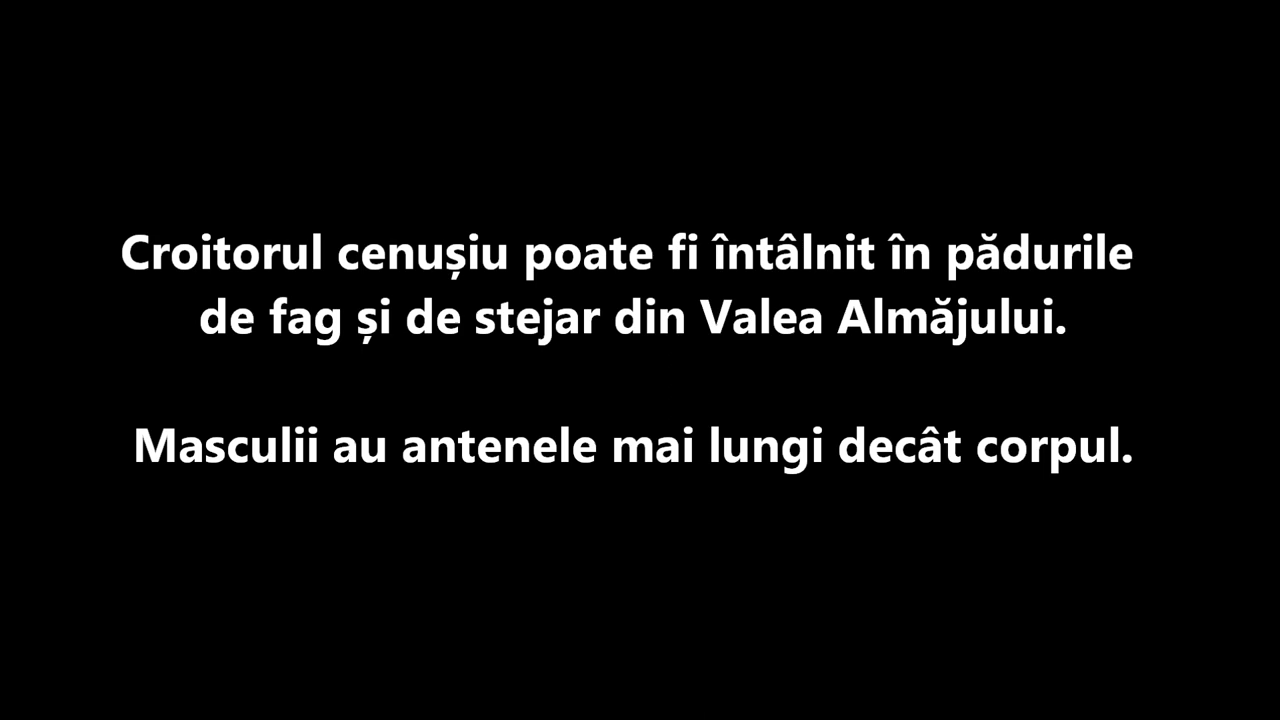 Croitorul cenușiu poate fi întâlnit în pădurile
de fag și de stejar din Valea Almăjului.
Masculii au antenele mai lungi decât corpul.